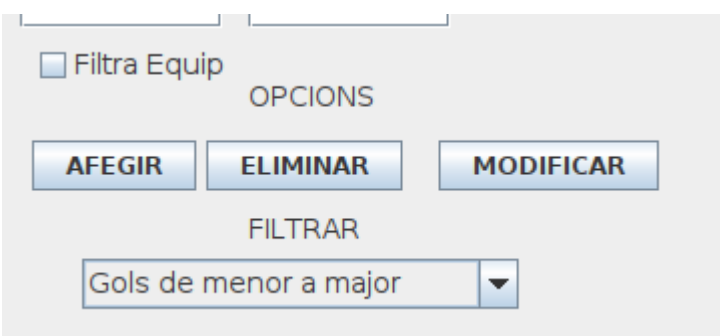 Filtra Equip
OPCIONS
AFEGIR ELIMINAR MODIFICAR
FILTRAR
Gols de menor a major